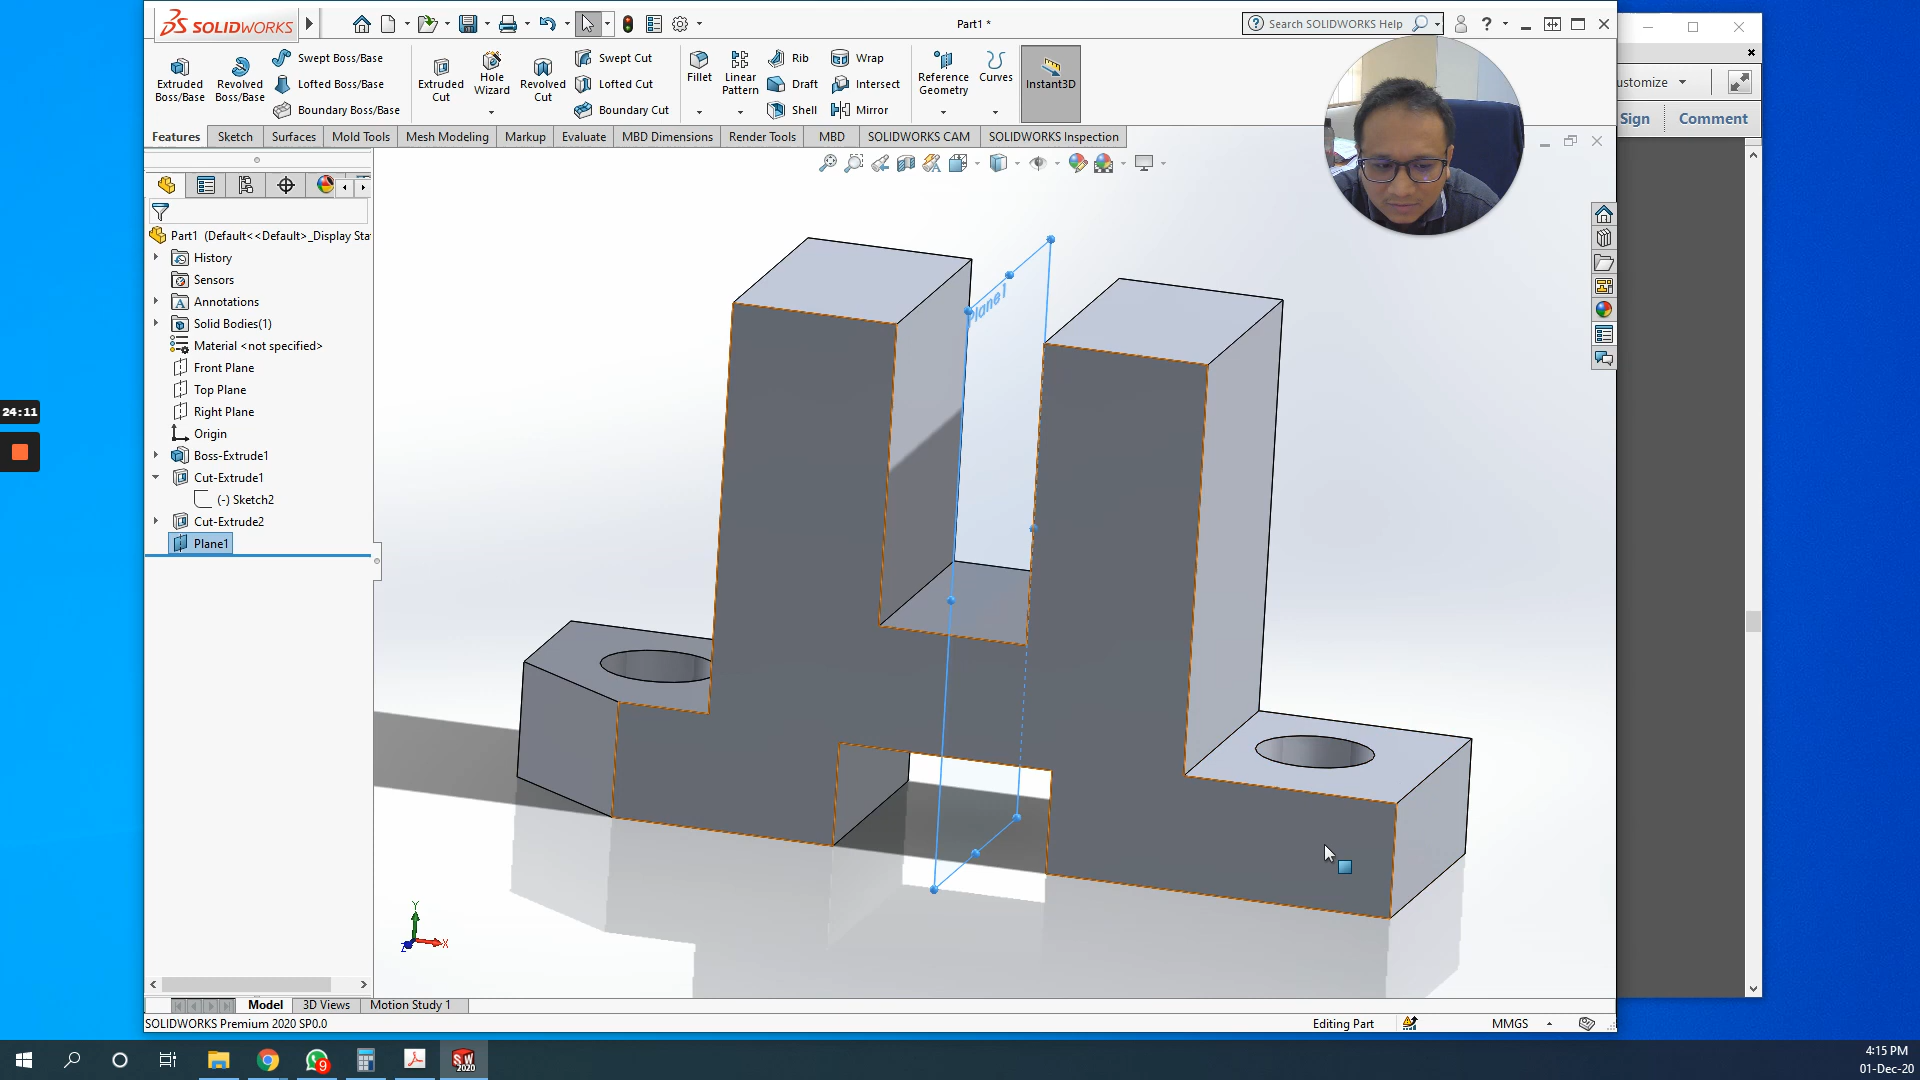 SOLIDWORKS
Part1 *
Search SOLIDWORKS Help
Extruded Boss/Base
Revolved Boss/Base
Swept Boss/Base
Lofted Boss/Base
Boundary Boss/Base
Extruded Cut
Hole Wizard
Revolved Cut
Swept Cut
Lofted Cut
Boundary Cut
Fillet
Linear Pattern
Rib
Draft
Shell
Wrap
Intersect
Mirror
Reference Geometry
Curves
Instant3D
ustomize
Sign
Comment
Features
Sketch
Surfaces
Mold Tools
Mesh Modeling
Markup
Evaluate
MBD Dimensions
Render Tools
MBD
SOLIDWORKS CAM
SOLIDWORKS Inspection
Part1 (Default<<Default>_Display Sta
History
Sensors
Annotations
Solid Bodies(1)
Material <not specified>
Front Plane
Top Plane
Right Plane
Origin
Boss-Extrude1
Cut-Extrude1
(-) Sketch2
Cut-Extrude2
Plane1
Plane1
24:11
Y
X
Z
Model
3D Views
Motion Study 1
SOLIDWORKS Premium 2020 SP0.0
Editing Part
MMGS
9
SW
2020
4:15 PM
01-Dec-20